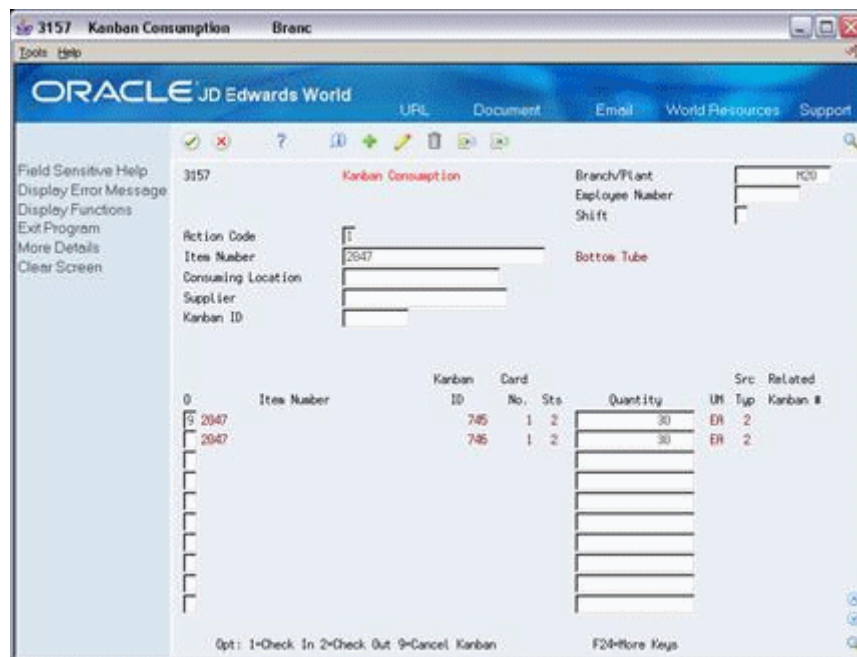 3157 Kanban Consumption Branc
Tools Help
ORACLE JD Edwards World
URL Document Email World Resources Support
Field Sensitive Help
Display Error Message
Display Functions
Exit Program
More Details
Clear Screen
3157 Kanban Consumption Branch/Plant M20
Employee Number
Shift
Action Code I
Item Number 2047 Bottom Tube
Consuming Location
Supplier
Kanban ID
Kanban Card Src Related
O Item Number ID No. Sts Quantity UM Typ Kanban #
9 2047 745 1 2 30 EA 2
2047 746 1 2 30 EA 2
Opt: 1=Check In 2=Check Out 9=Cancel Kanban F24=More Keys